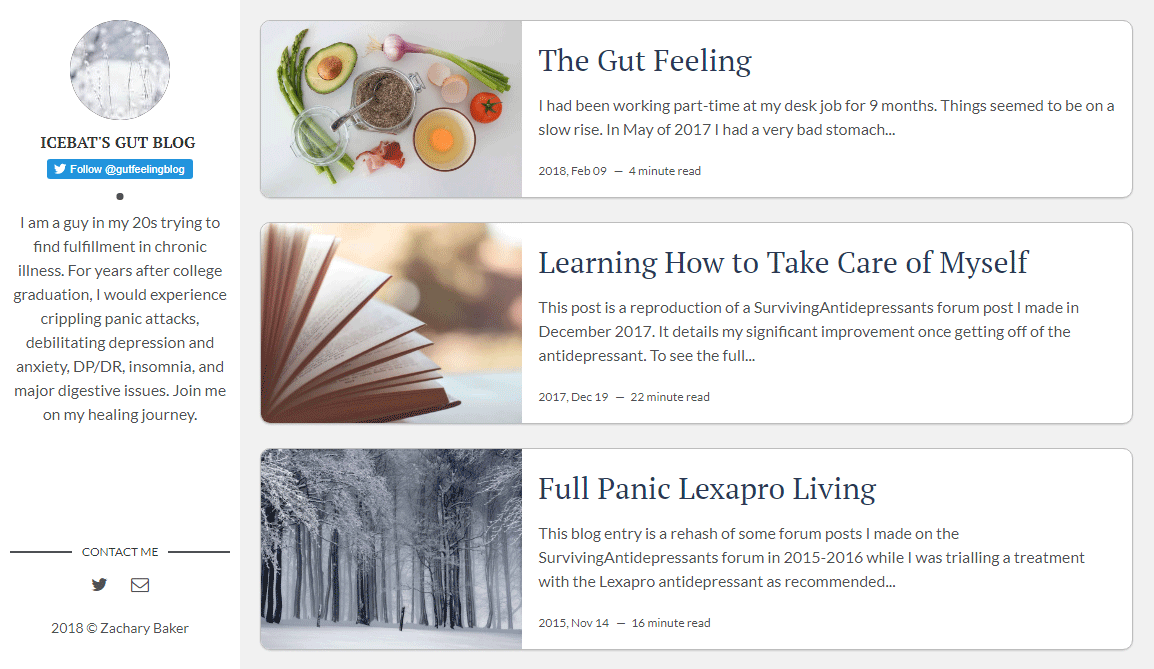 ICEBAT'S GUT BLOG
Follow @gutfeelingblog
I am a guy in my 20s trying to
find fulfillment in chronic
illness. For years after college
graduation, I would experience
crippling panic attacks,
debilitating depression and
anxiety, DP/DR, insomnia, and
major digestive issues. Join me
on my healing journey.
CONTACT ME
2018 © Zachary Baker
The Gut Feeling
I had been working part-time at my desk job for 9 months. Things seemed to be on a
slow rise. In May of 2017 I had a very bad stomach...
2018, Feb 09 — 4 minute read
Learning How to Take Care of Myself
This post is a reproduction of a SurvivingAntidepressants forum post I made in
December 2017. It details my significant improvement once getting off of the
antidepressant. To see the full...
2017, Dec 19 — 22 minute read
Full Panic Lexapro Living
This blog entry is a rehash of some forum posts I made on the
SurvivingAntidepressants forum in 2015-2016 while I was trialling a treatment
with the Lexapro antidepressant as recommended...
2015, Nov 14 — 16 minute read